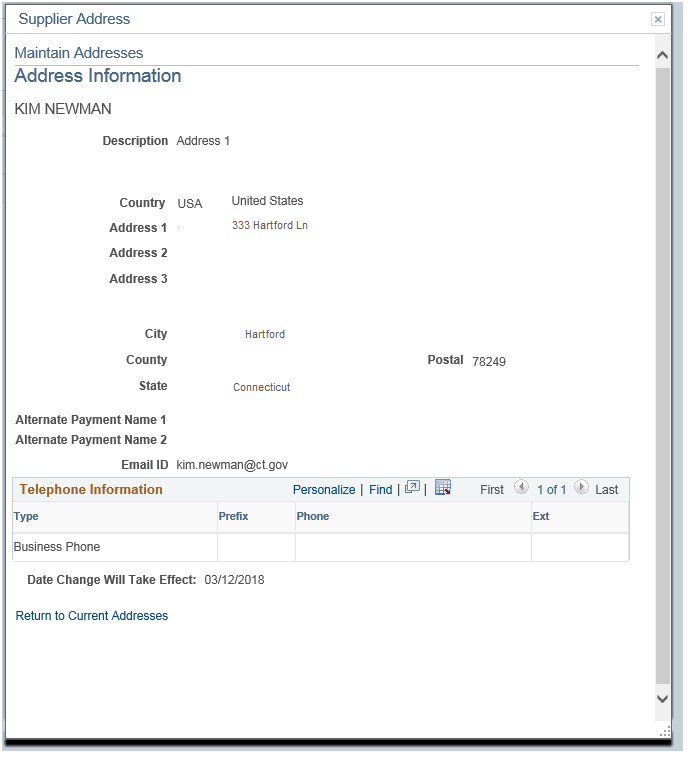 Supplier Address
Maintain Addresses
Address Information
KIM NEWMAN
Description Address 1
Country USA United States
Address 1 333 Hartford Ln
Address 2
Address 3
City Hartford
County Postal 78249
State Connecticut
Alternate Payment Name 1
Alternate Payment Name 2
Email ID kim.newman@ct.gov
Telephone Information Personalize | Find | | First 1 of 1 Last
Type Prefix Phone Ext
Business Phone
Date Change Will Take Effect: 03/12/2018
Return to Current Addresses